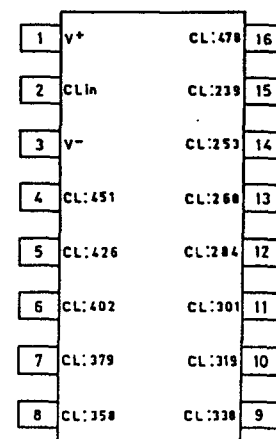 1 V+ CL:478 16
2 CLin CL:239 15
3 V- CL:253 14
4 CL:451 CL:268 13
5 CL:426 CL:284 12
6 CL:402 CL:301 11
7 CL:379 CL:319 10
8 CL:358 CL:338 9